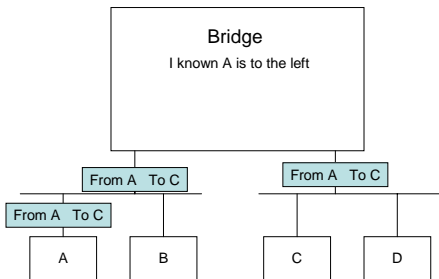 Bridge
I known A is to the left
From A To C
From A To C
From A To C
A
B
C
D